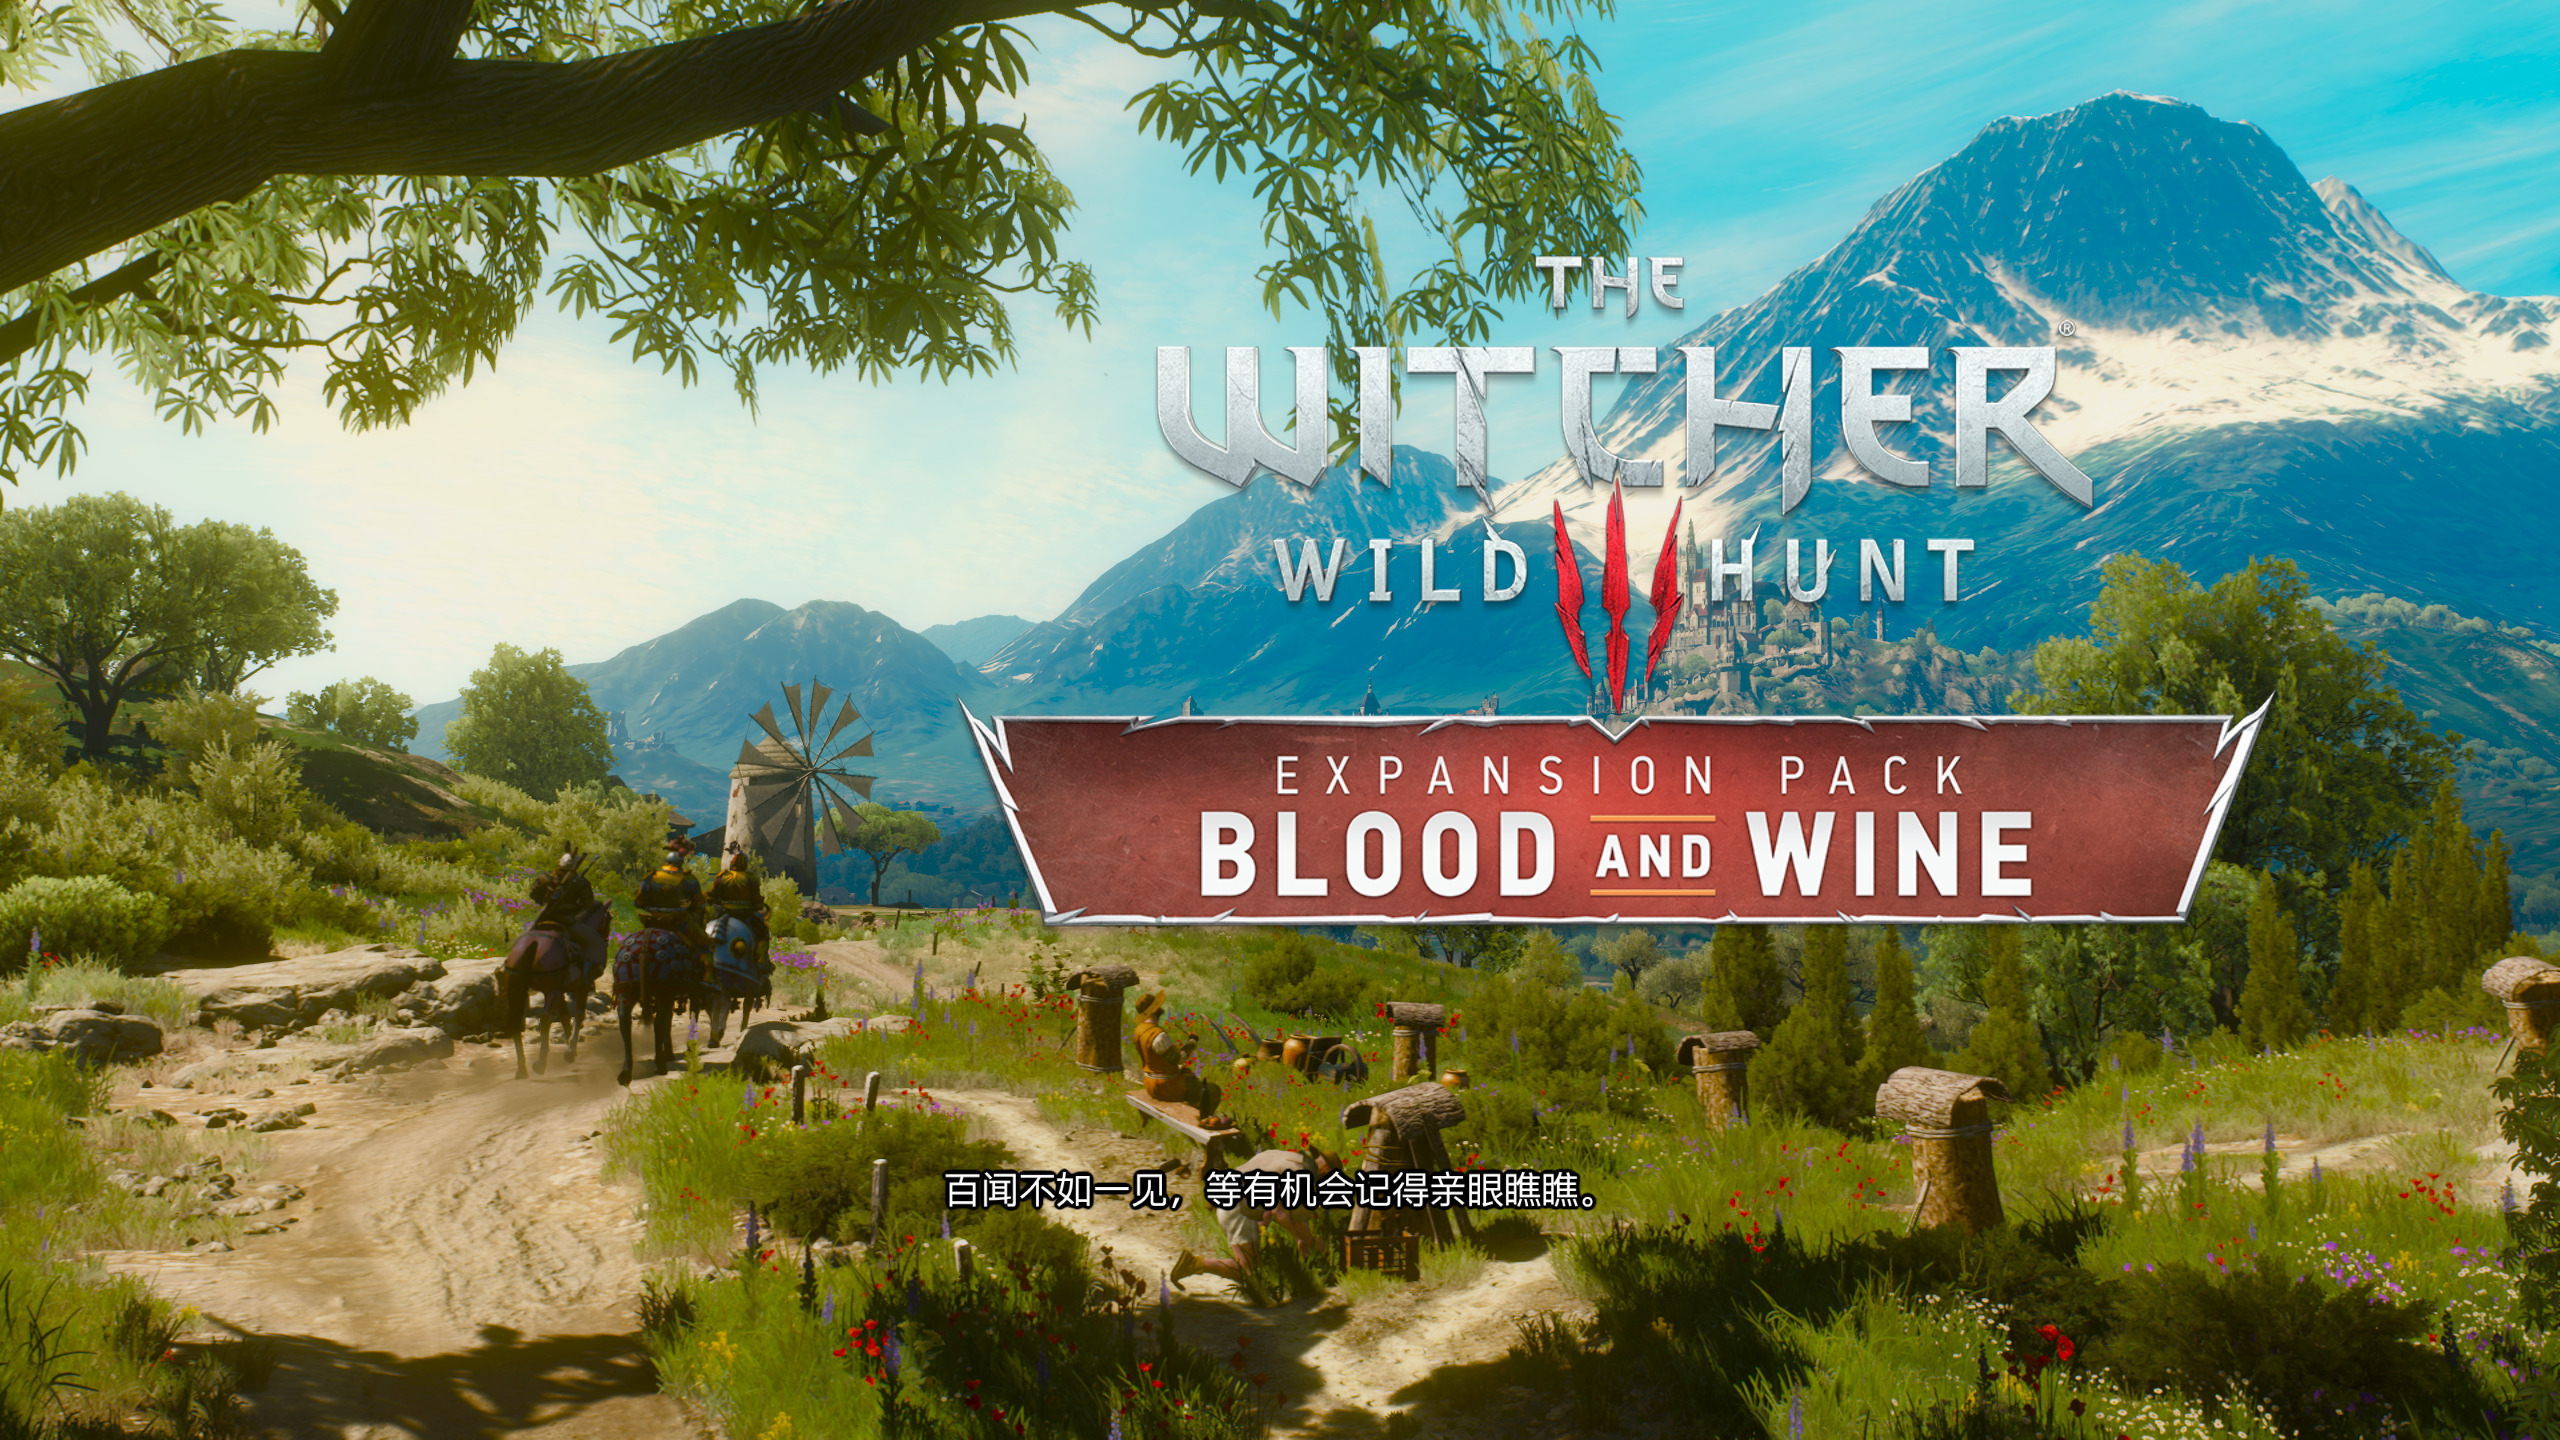 THE
WITCHER®
WILD HUNT
EXPANSION PACK
BLOOD AND WINE
百闻不如一见，等有机会记得亲眼瞧瞧。